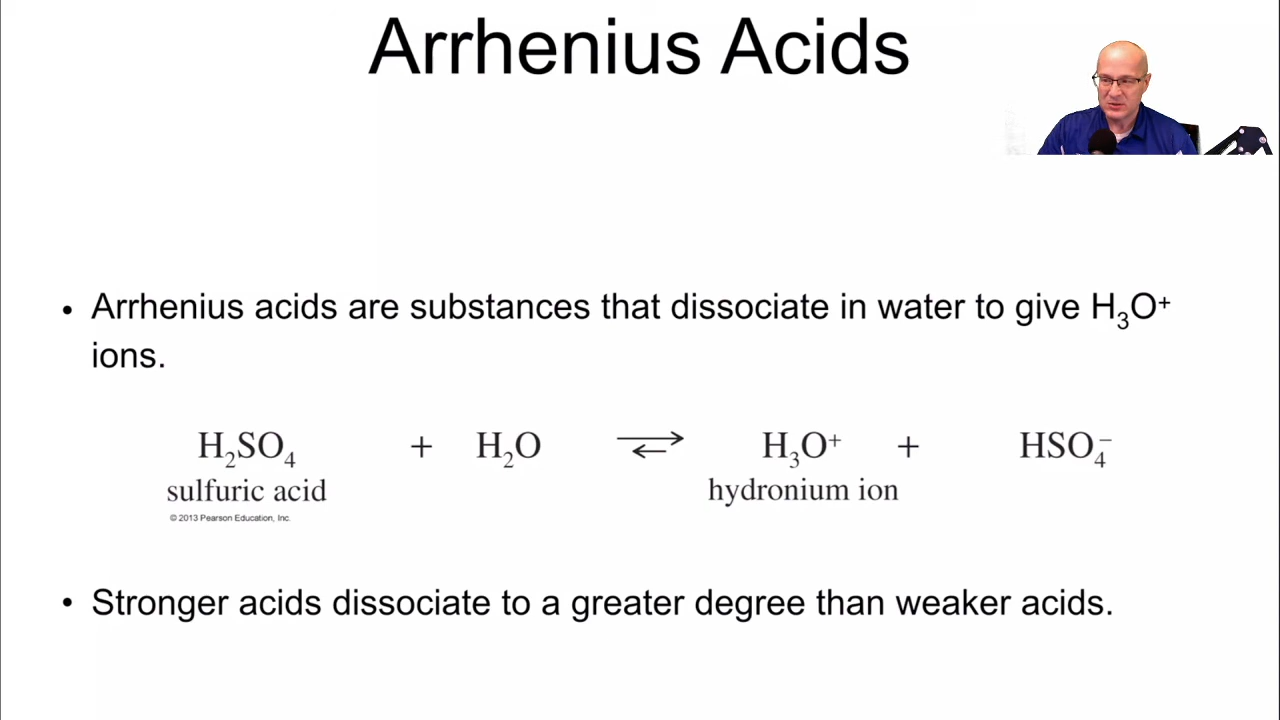 Arrhenius Acids
• Arrhenius acids are substances that dissociate in water to give H₃O⁺
ions.
H₂SO₄ + H₂O ⇌ H₃O⁺ + HSO₄⁻
sulfuric acid hydronium ion
© 2013 Pearson Education, Inc.
• Stronger acids dissociate to a greater degree than weaker acids.